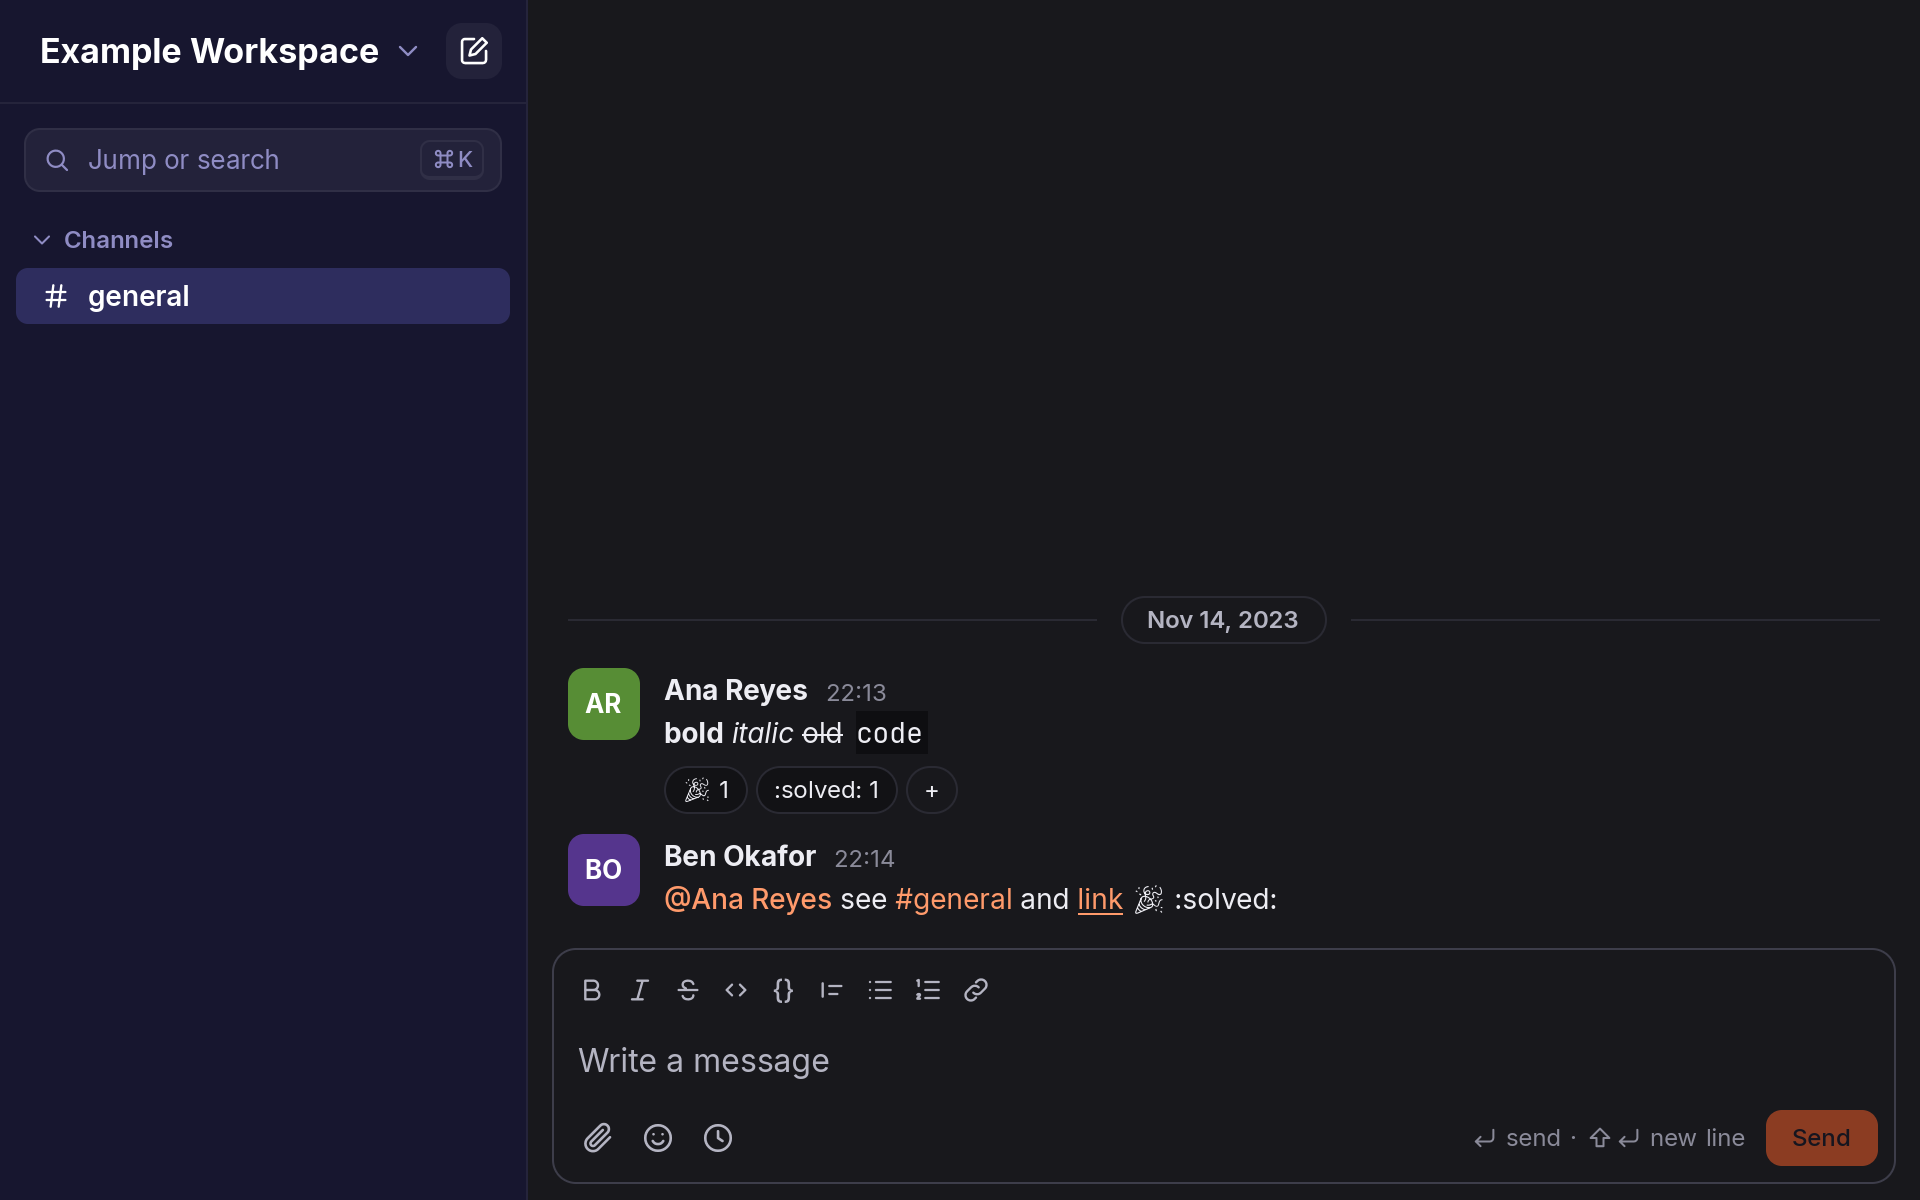 Example Workspace
Jump or search ⌘K
Channels
# general
Nov 14, 2023
AR
Ana Reyes 22:13
bold italic old code
🎉 1 :solved: 1 +
BO
Ben Okafor 22:14
@Ana Reyes see #general and link 🎉 :solved:
Write a message
send · new line
Send